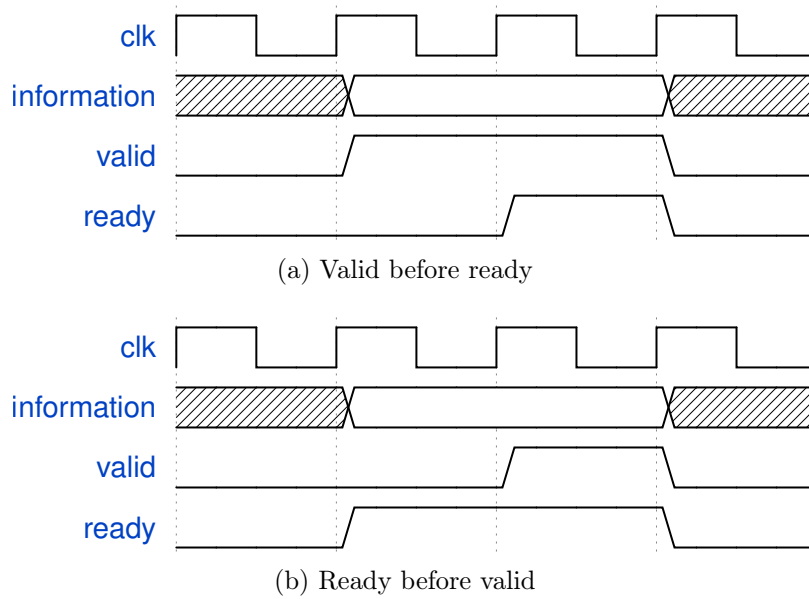 clk
information
valid
ready
(a) Valid before ready
clk
information
valid
ready
(b) Ready before valid